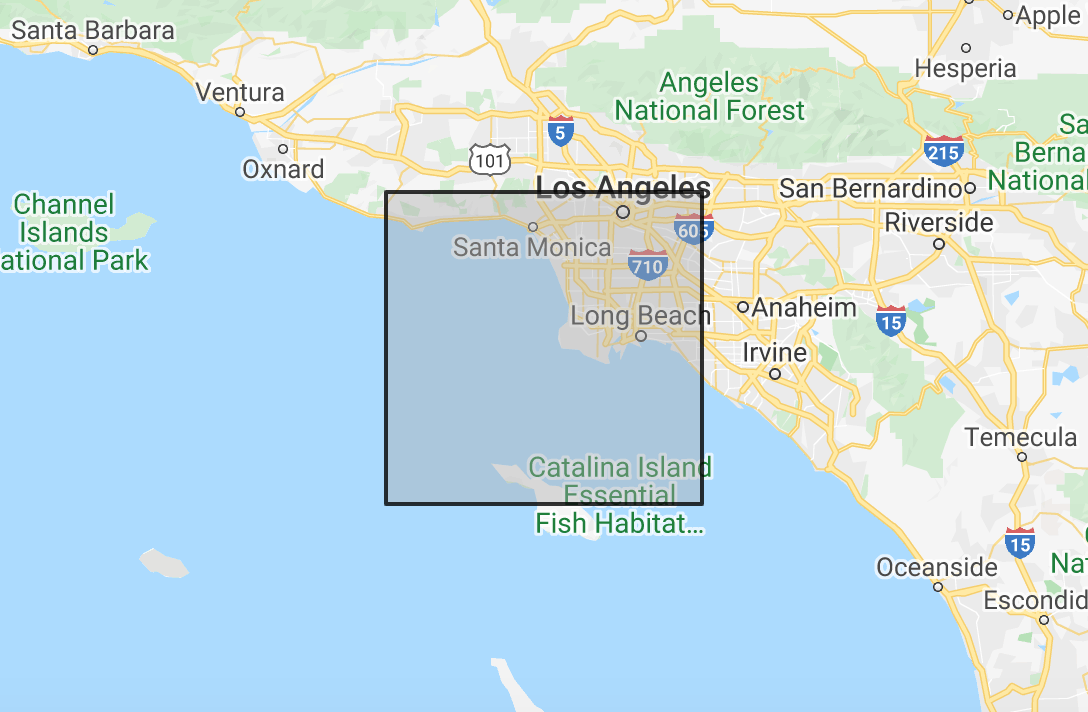 Santa Barbara
Apple
Hesperia
Ventura
Angeles
National Forest
5
101
215
Oxnard
Sa
Berna
National
Los Angeles
San Bernardino
Channel
Islands
ational Park
605
Riverside
Santa Monica
710
Anaheim
Long Beach
15
Irvine
Temecula
Catalina Island
Essential
Fish Habitat...
15
Nat
Oceanside
Escondid